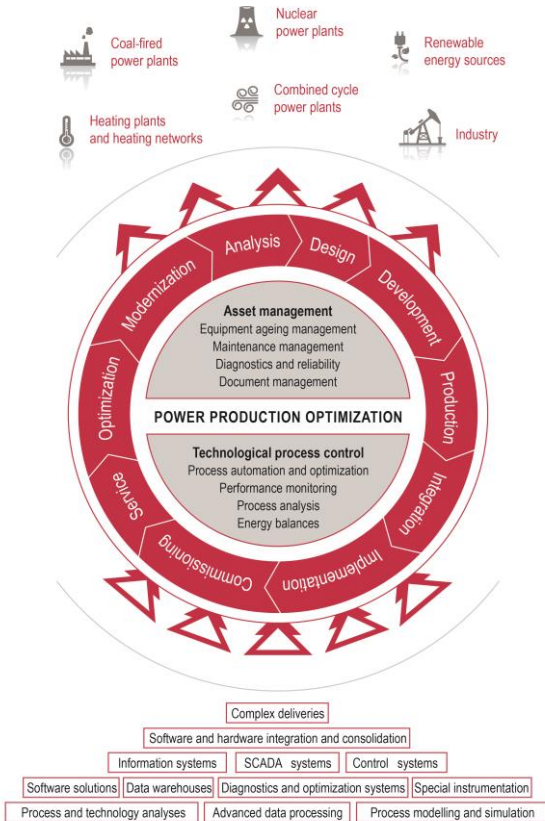 Coal-fired
power plants
Nuclear
power plants
Renewable
energy sources
Heating plants
and heating networks
Combined cycle
power plants
Industry
Analysis
Design
Development
Production
Integration
Implementation
Commissioning
Service
Optimization
Modernization
Asset management
Equipment ageing management
Maintenance management
Diagnostics and reliability
Document management
POWER PRODUCTION OPTIMIZATION
Technological process control
Process automation and optimization
Performance monitoring
Process analysis
Energy balances
Complex deliveries
Software and hardware integration and consolidation
Information systems
SCADA systems
Control systems
Software solutions
Data warehouses
Diagnostics and optimization systems
Special instrumentation
Process and technology analyses
Advanced data processing
Process modelling and simulation